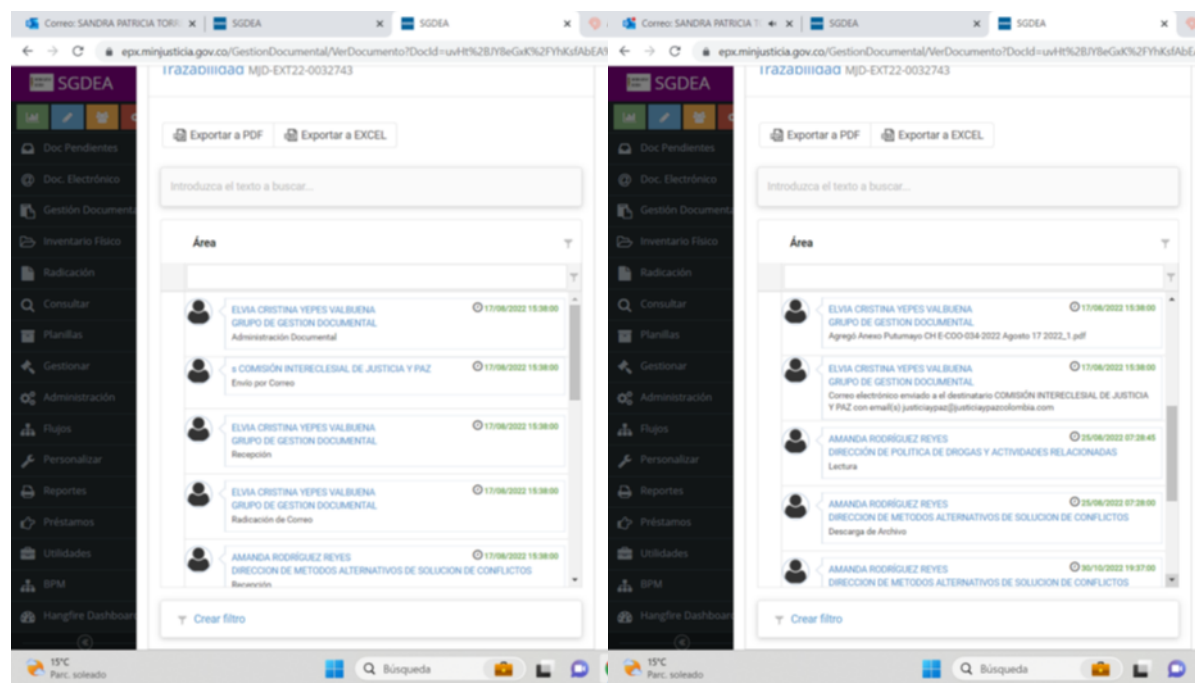 Correo: SANDRA PATRICIA TORR
SGDEA
SGDEA
epx.minjusticia.gov.co/GestionDocumental/VerDocumento?DocId=uvHt%2BJY8eGxK%2FYhKsfAbEA
SGDEA
Trazabilidad MJD-EXT22-0032743
Exportar a PDF
Exportar a EXCEL
Doc Pendientes
Doc. Electrónico
Gestión Documenta
Inventario Físico
Radicación
Consultar
Planillas
Gestionar
Administración
Flujos
Personalizar
Reportes
Préstamos
Utilidades
BPM
Hangfire Dashboar
Introduzca el texto a buscar...
Área
ELVIA CRISTINA YEPES VALBUENA
17/08/2022 15:38:00
GRUPO DE GESTION DOCUMENTAL
Administración Documental
s COMISIÓN INTERECLESIAL DE JUSTICIA Y PAZ
17/08/2022 15:38:00
Envío por Correo
ELVIA CRISTINA YEPES VALBUENA
17/08/2022 15:38:00
GRUPO DE GESTION DOCUMENTAL
Recepción
ELVIA CRISTINA YEPES VALBUENA
17/08/2022 15:38:00
GRUPO DE GESTION DOCUMENTAL
Radicación de Correo
AMANDA RODRÍGUEZ REYES
17/08/2022 15:38:00
DIRECCION DE METODOS ALTERNATIVOS DE SOLUCION DE CONFLICTOS
Recepción
Crear filtro
15°C
Parc. soleado
Búsqueda
Correo: SANDRA PATRICIA T
SGDEA
SGDEA
epx.minjusticia.gov.co/GestionDocumental/VerDocumento?DocId=uvHt%2BJY8eGxK%2FYhKsfAbE
SGDEA
Trazabilidad MJD-EXT22-0032743
Exportar a PDF
Exportar a EXCEL
Doc Pendientes
Doc. Electrónico
Gestión Documenta
Inventario Físico
Radicación
Consultar
Planillas
Gestionar
Administración
Flujos
Personalizar
Reportes
Préstamos
Utilidades
BPM
Hangfire Dashboar
Introduzca el texto a buscar...
Área
ELVIA CRISTINA YEPES VALBUENA
17/08/2022 15:38:00
GRUPO DE GESTION DOCUMENTAL
Agregó Anexo Putumayo CH E-COO-034-2022 Agosto 17 2022_1.pdf
ELVIA CRISTINA YEPES VALBUENA
17/08/2022 15:38:00
GRUPO DE GESTION DOCUMENTAL
Correo electrónico enviado a el destinatario COMISIÓN INTERECLESIAL DE JUSTICIA
Y PAZ con email(s) justiciaypaz@justiciaypazcolombia.com
AMANDA RODRÍGUEZ REYES
25/08/2022 07:28:45
DIRECCIÓN DE POLITICA DE DROGAS Y ACTIVIDADES RELACIONADAS
Lectura
AMANDA RODRÍGUEZ REYES
25/08/2022 07:28:00
DIRECCION DE METODOS ALTERNATIVOS DE SOLUCION DE CONFLICTOS
Descarga de Archivo
AMANDA RODRÍGUEZ REYES
30/10/2022 19:37:00
DIRECCION DE METODOS ALTERNATIVOS DE SOLUCION DE CONFLICTOS
Crear filtro
15°C
Parc. soleado
Búsqueda